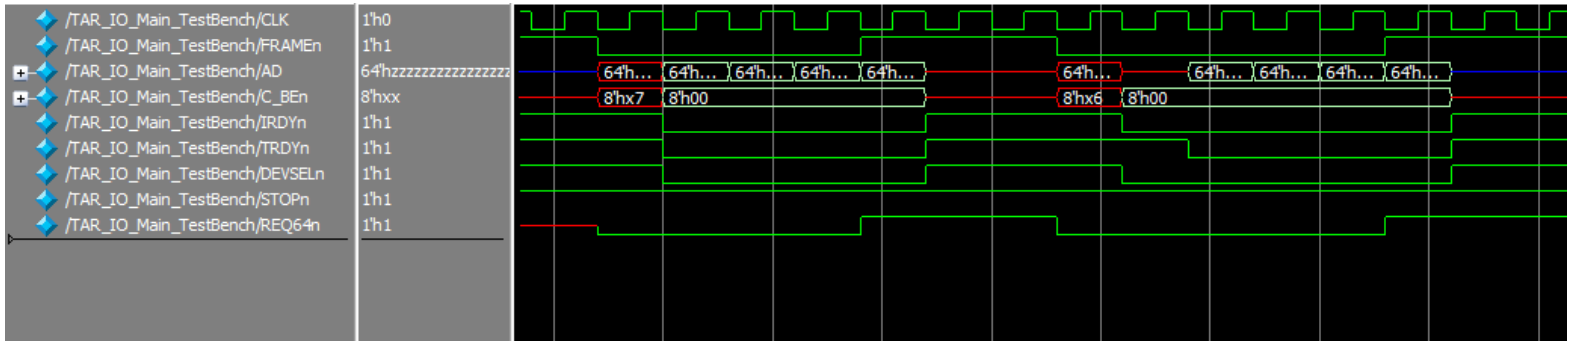 /TAR_IO_Main_TestBench/CLK 1'h0
/TAR_IO_Main_TestBench/FRAMEn 1'h1
/TAR_IO_Main_TestBench/AD 64'hzzzzzzzzzzzzzzzz 64'h... 64'h... 64'h... 64'h... 64'h... 64'h... 64'h... 64'h... 64'h... 64'h...
/TAR_IO_Main_TestBench/C_BEn 8'hxx 8'hx7 8'h00 8'hx6 8'h00
/TAR_IO_Main_TestBench/IRDYn 1'h1
/TAR_IO_Main_TestBench/TRDYn 1'h1
/TAR_IO_Main_TestBench/DEVSELn 1'h1
/TAR_IO_Main_TestBench/STOPn 1'h1
/TAR_IO_Main_TestBench/REQ64n 1'h1